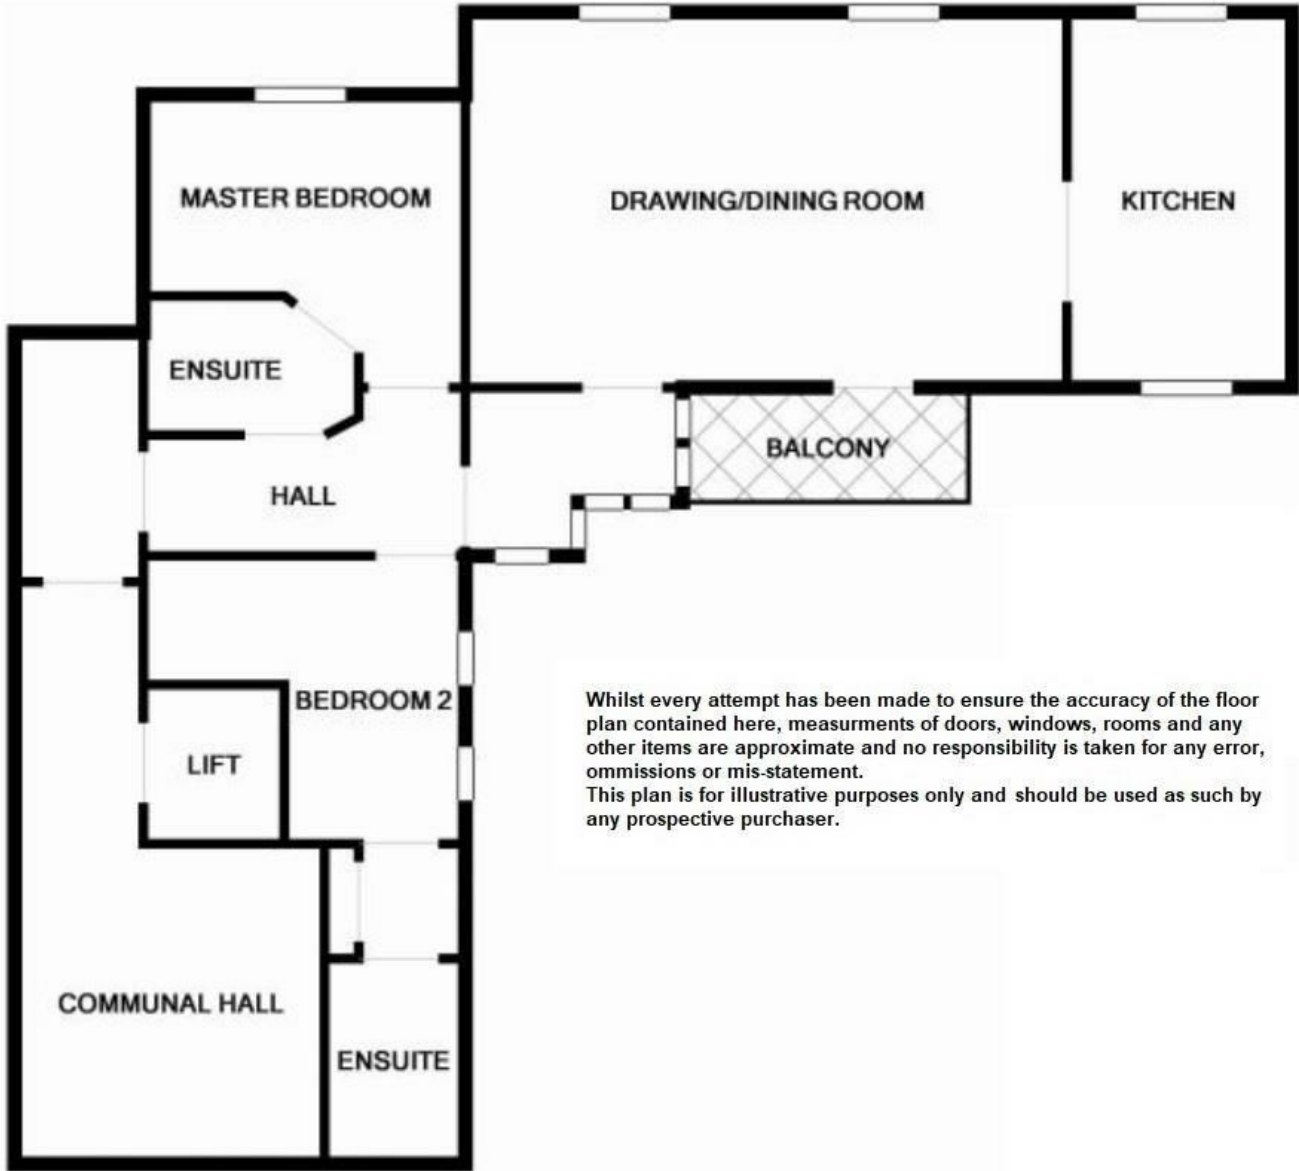 MASTER BEDROOM
DRAWING/DINING ROOM
KITCHEN
ENSUITE
BALCONY
HALL
BEDROOM 2
LIFT
COMMUNAL HALL
ENSUITE
Whilst every attempt has been made to ensure the accuracy of the floor
plan contained here, measurments of doors, windows, rooms and any
other items are approximate and no responsibility is taken for any error,
ommissions or mis-statement.
This plan is for illustrative purposes only and should be used as such by
any prospective purchaser.